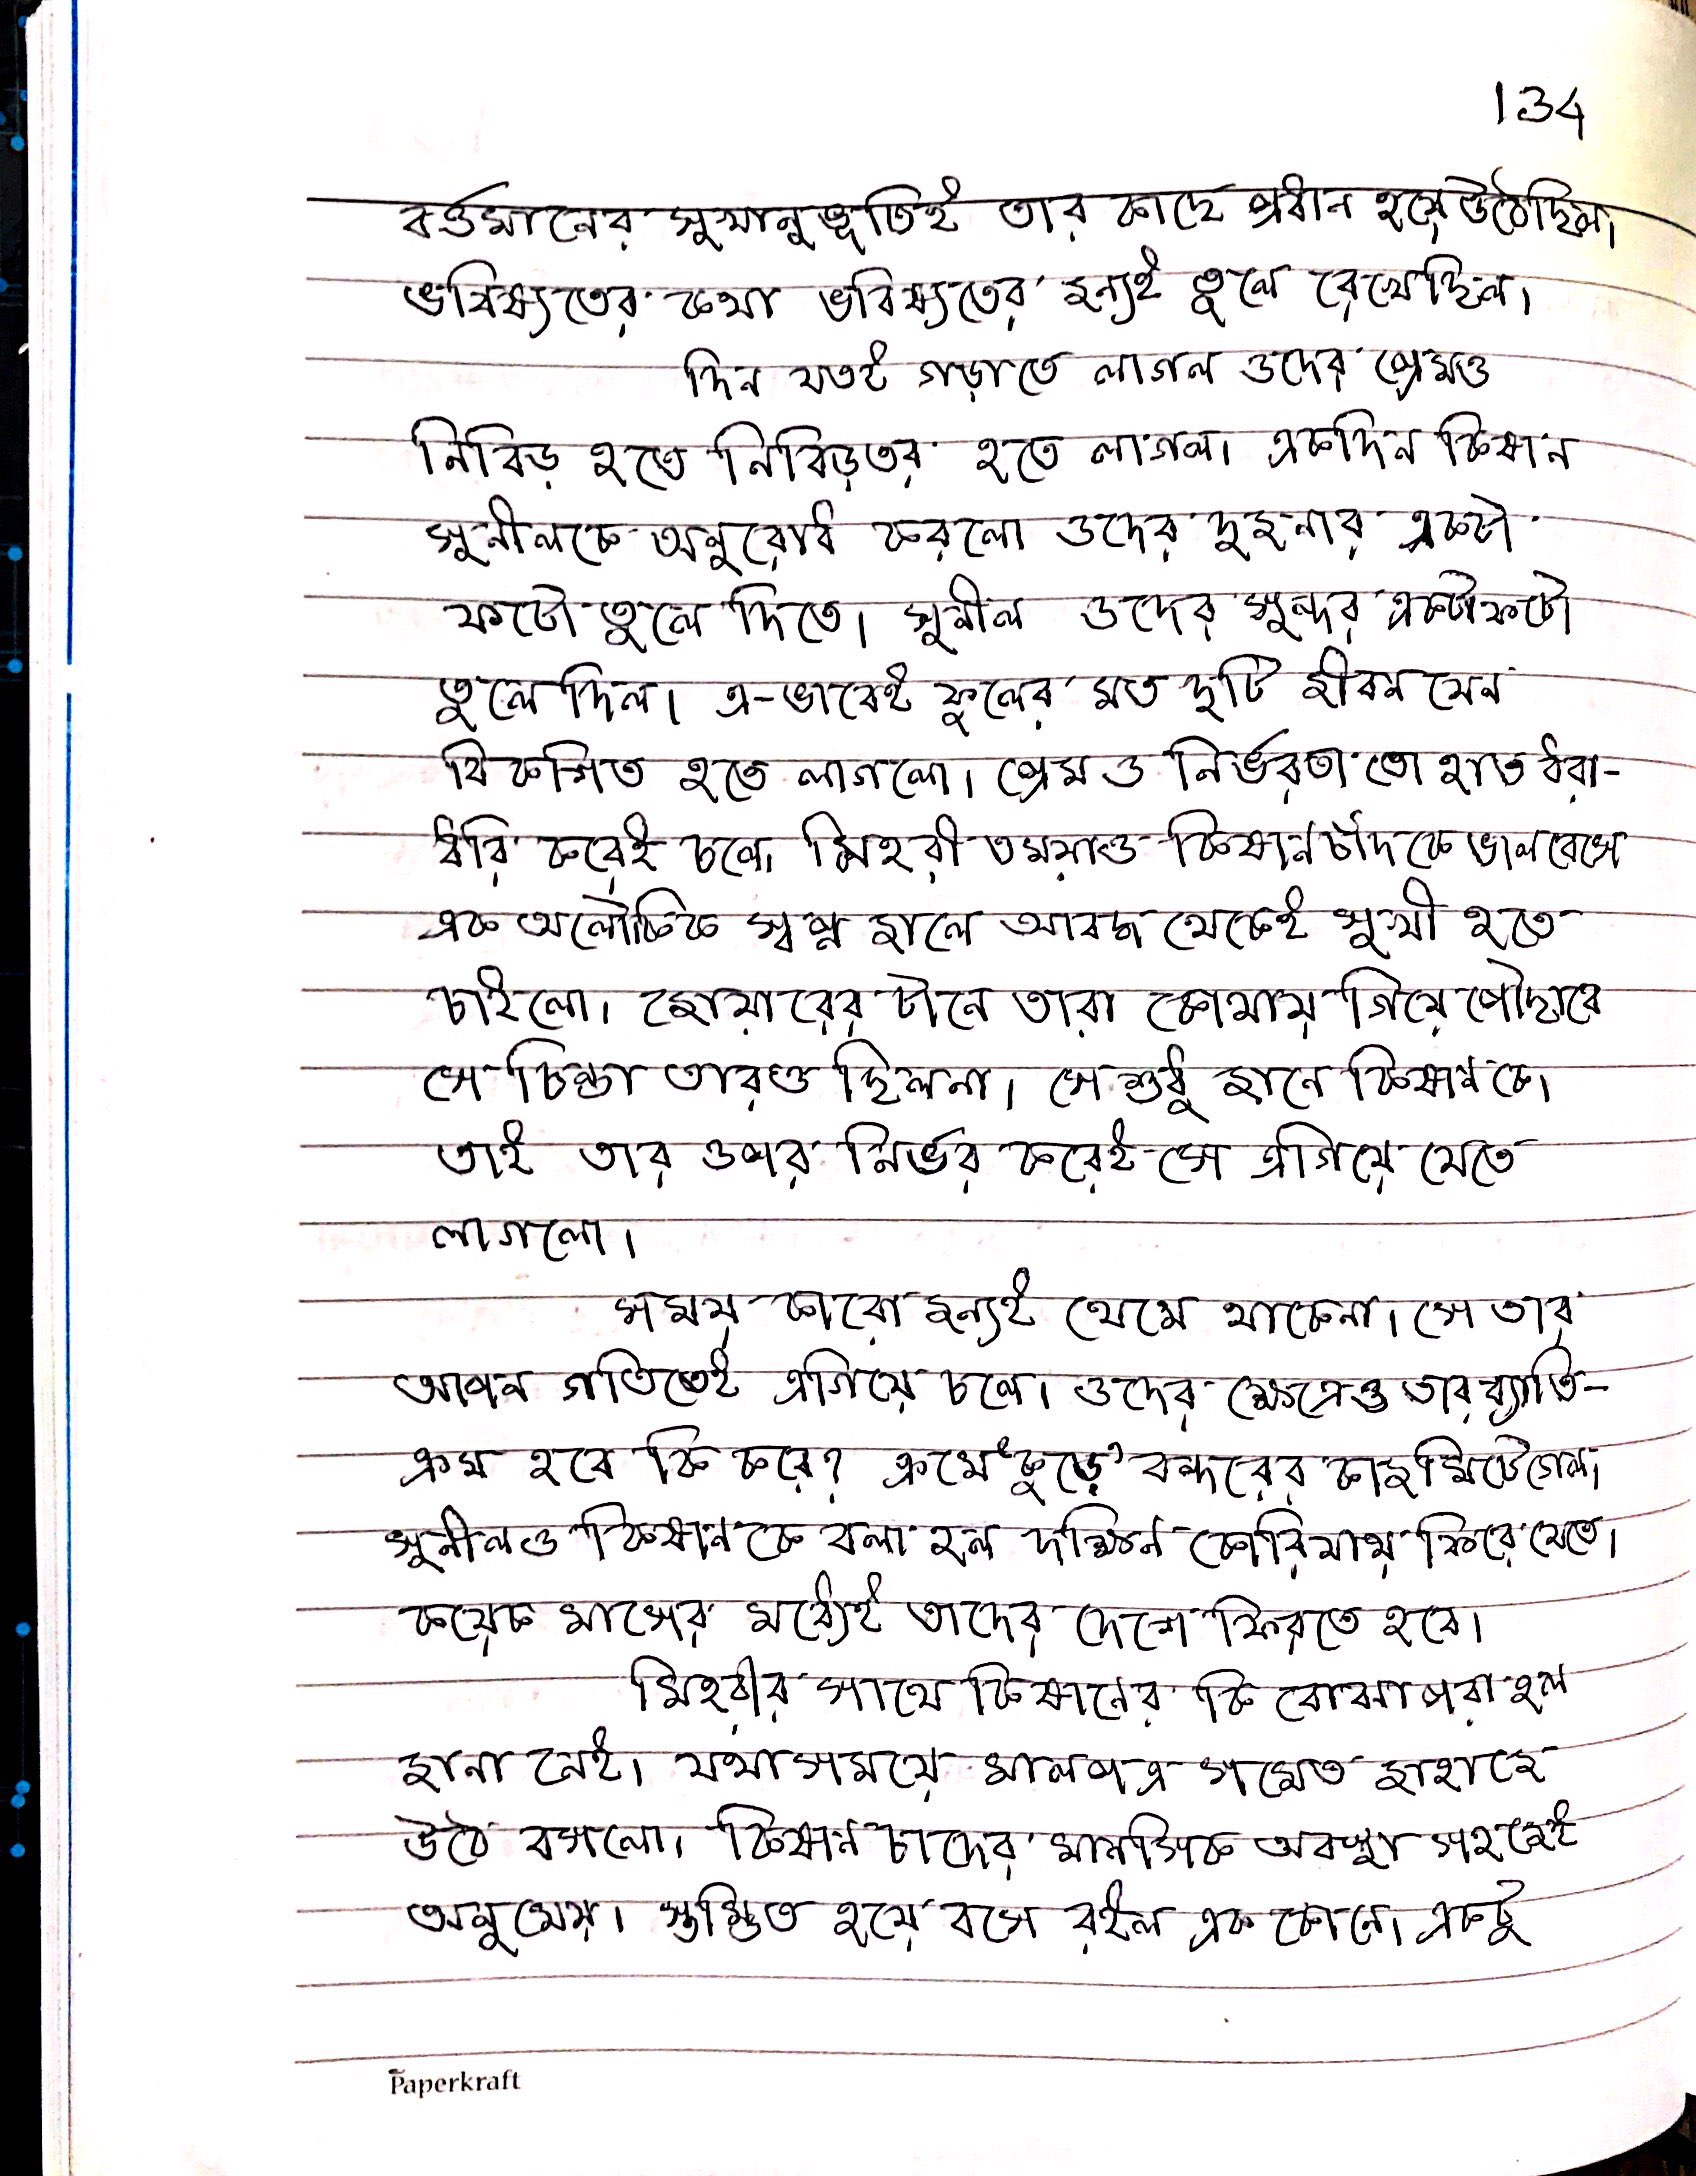 134
বর্ত্তমানের সুখানুভূতিই তার কাছে প্রধান হয়ে উঠেছিল।
ভবিষ্যতের কথা ভবিষ্যতের জন্যই তুলে রেখেছিল।
দিন যতই গড়াতে লাগল ওদের প্রেমও
নিবিড় হতে নিবিড়তর হতে লাগল। একদিন কিষান
সুনীলকে অনুরোধ করলো ওদের দুজনার একটা
ফটো তুলে দিতে। সুনীল ওদের সুন্দর একটা ফটো
তুলে দিল। এ-ভাবেই ফুলের মত দুটি জীবন যেন
বিকশিত হতে লাগলো। প্রেম ও নির্ভরতা তো হাত ধরা-
ধরি করেই চলে। মিহরী তমমাও কিষানচাঁদকে ভালবেসে
এক অলৌকিক স্বপ্ন জালে আবদ্ধ থেকেই সুখী হতে
চাইলো। জোয়ারের টানে তারা কোথায় গিয়ে পৌছাবে
সে চিন্তা তারও ছিলনা। সে শুধু জানে কিষানকে।
তাই তার ওপর নির্ভর করেই সে এগিয়ে যেতে
লাগলো।
সময় কারো জন্যই থেমে থাকেনা। সে তার
আপন গতিতেই এগিয়ে চলে। ওদের ক্ষেত্রেও তার ব্যাতি-
ক্রম হবে কি করে? ক্রমে 'কুড়ে' বন্দরের কাজ মিটে গেল।
সুনীল ও কিষানকে বলা হল দক্ষিন কোরিয়ায় ফিরে যেতে।
কয়েক মাসের মধ্যেই তাদের দেশে ফিরতে হবে।
মিহরীর সাথে কিষানের কি বোঝাপরা হল
জানা নেই। যথাসময়ে মালপত্র সমেত জাহাজে
উঠে বসলো। কিষান চাদের মানসিক অবস্থা সহজেই
অনুমেয়। স্তম্ভিত হয়ে বসে রইল এক কোনে। একটু
Paperkraft